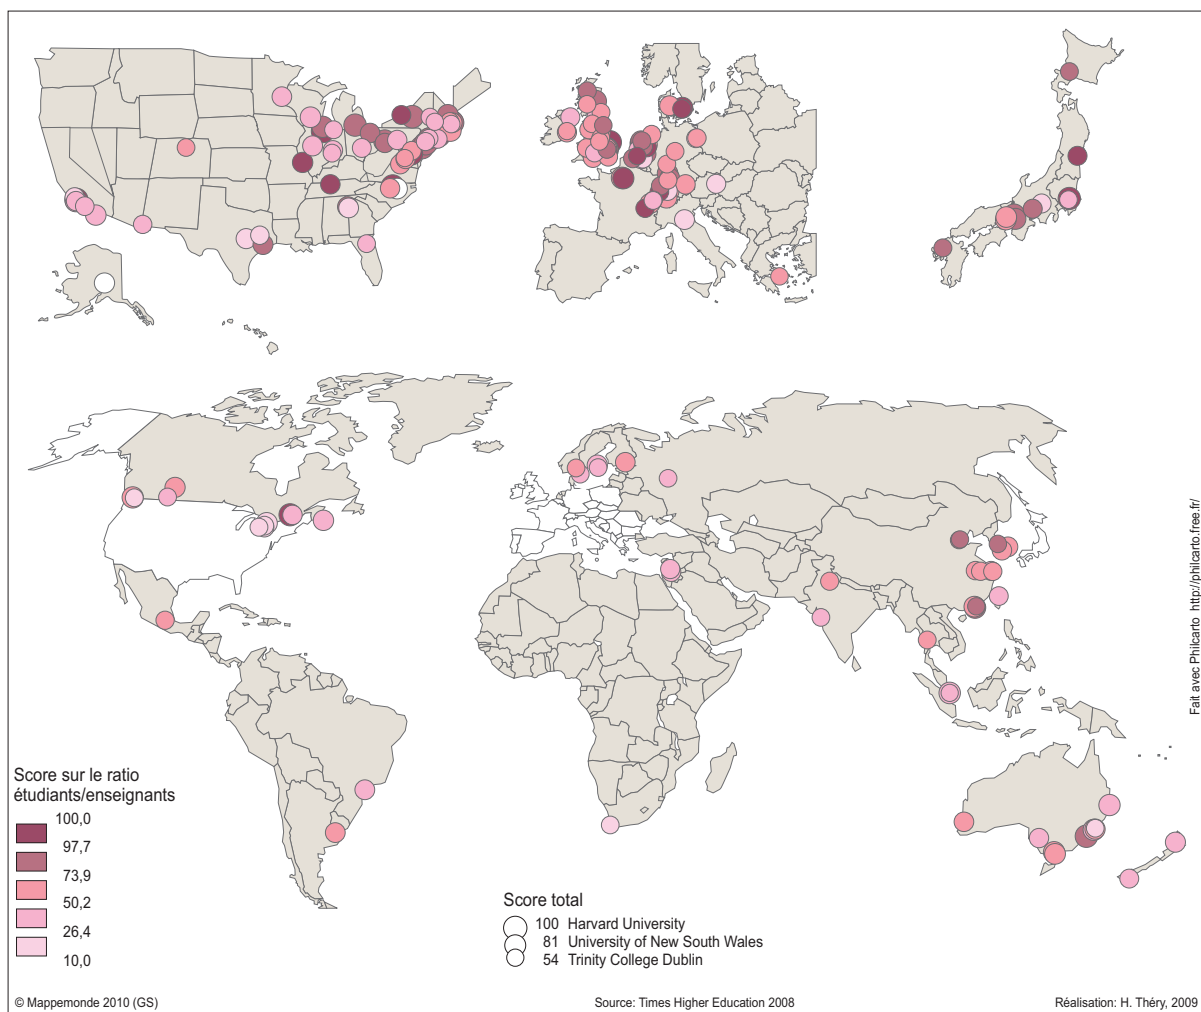 Fait avec Philcarto  http://philcarto.free.fr/
Score sur le ratio
étudiants/enseignants
100,0
97,7
73,9
50,2
26,4
10,0
Score total
100 Harvard University
81 University of New South Wales
54 Trinity College Dublin
© Mappemonde 2010 (GS)
Source: Times Higher Education 2008
Réalisation: H. Théry, 2009